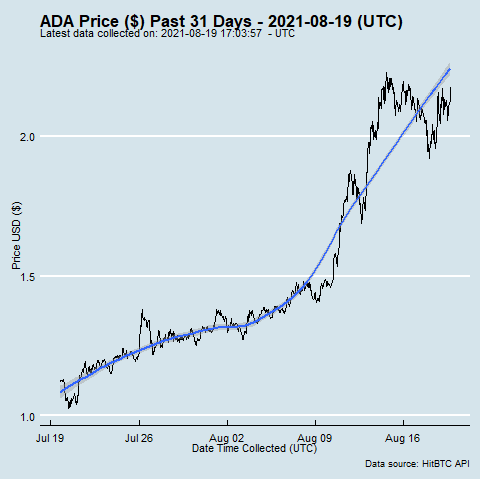 ADA Price ($) Past 31 Days - 2021-08-19 (UTC)
Latest data collected on: 2021-08-19 17:03:57 - UTC
2.0
Price USD ($)
1.5
1.0
Jul 19 Jul 26 Aug 02 Aug 09 Aug 16
Date Time Collected (UTC)
Data source: HitBTC API